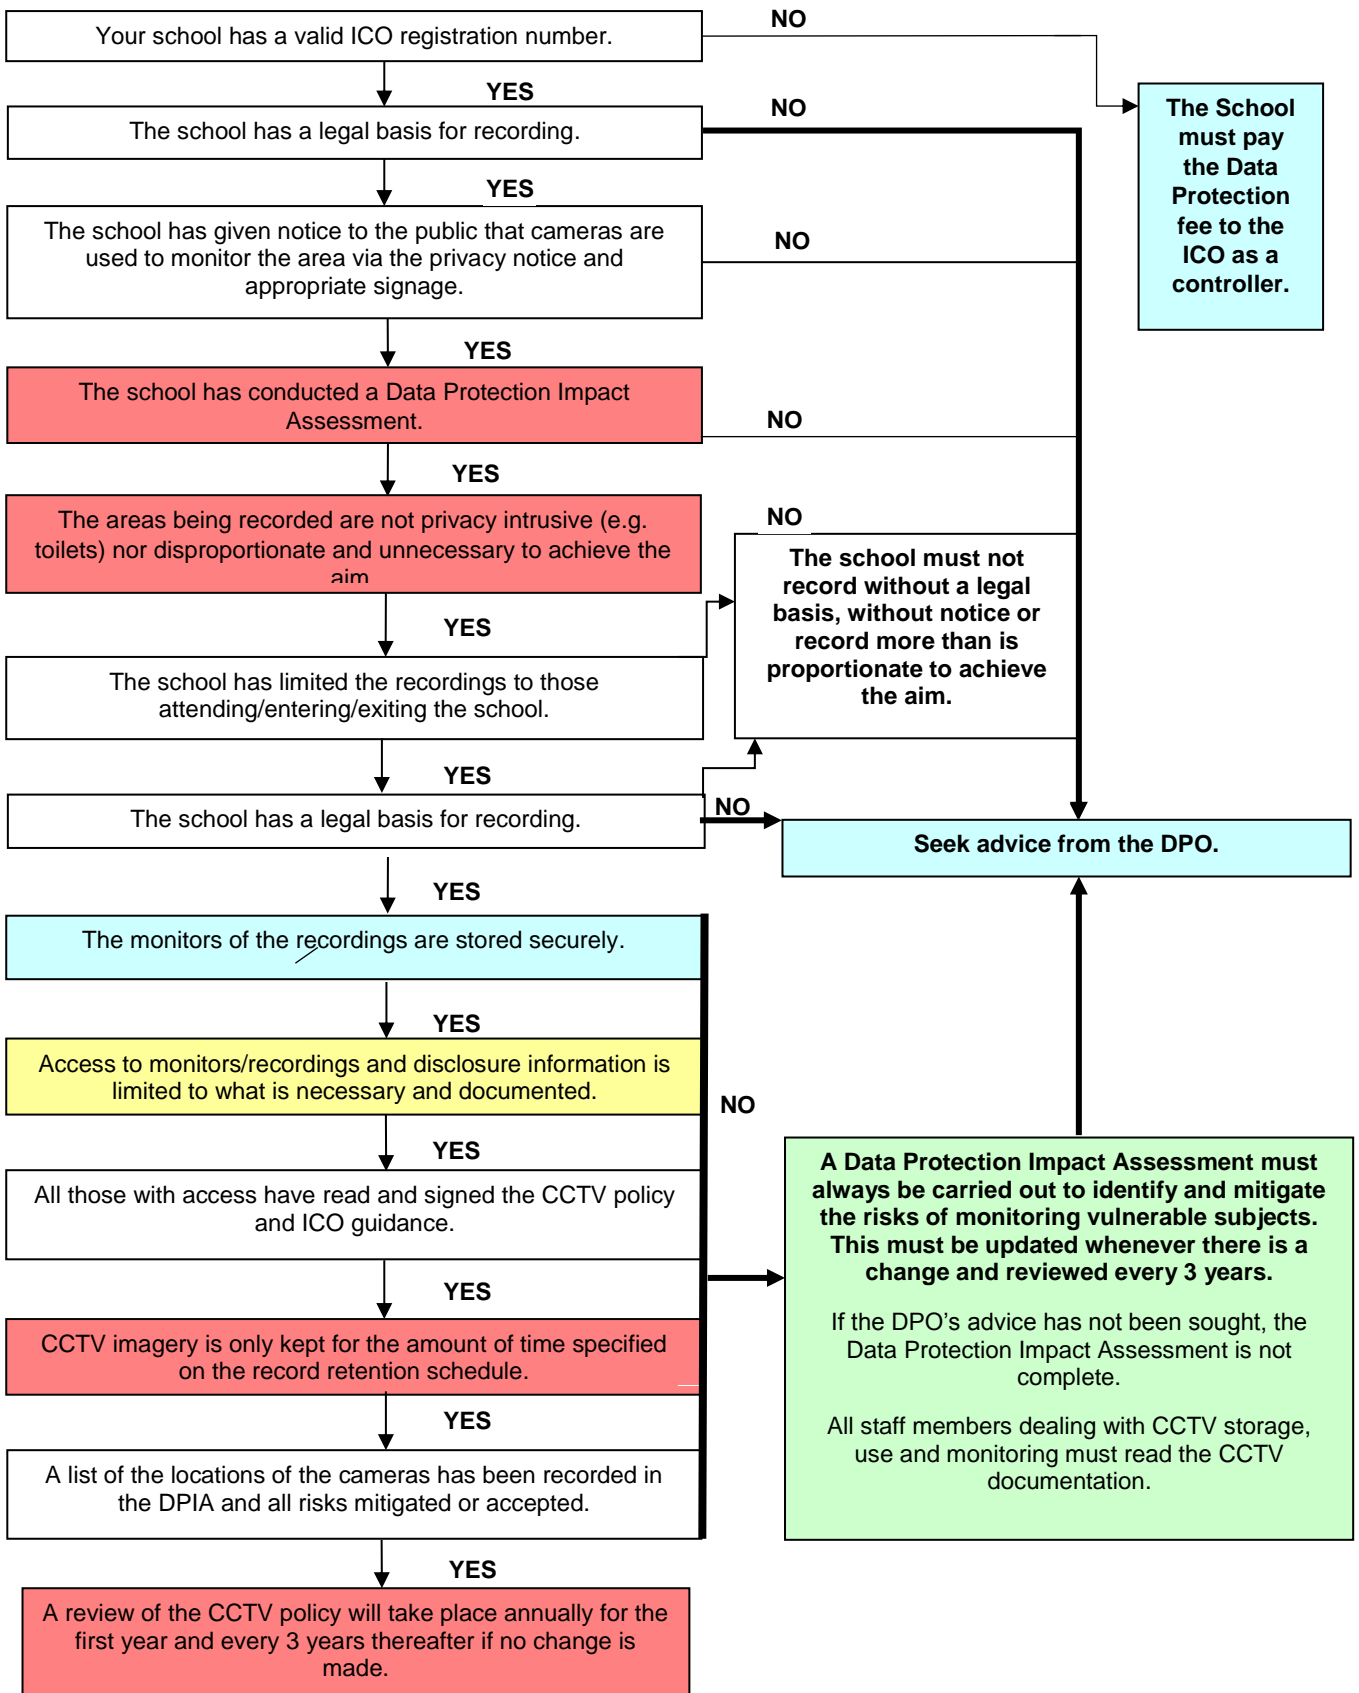 Your school has a valid ICO registration number.
NO
YES
The school has a legal basis for recording.
NO
The School
must pay
the Data
Protection
fee to the
ICO as a
controller.
YES
The school has given notice to the public that cameras are
used to monitor the area via the privacy notice and
appropriate signage.
NO
YES
The school has conducted a Data Protection Impact
Assessment.
NO
YES
The areas being recorded are not privacy intrusive (e.g.
toilets) nor disproportionate and unnecessary to achieve the
aim
NO
The school must not
record without a legal
basis, without notice or
record more than is
proportionate to achieve
the aim.
YES
The school has limited the recordings to those
attending/entering/exiting the school.
YES
The school has a legal basis for recording.
NO
Seek advice from the DPO.
YES
The monitors of the recordings are stored securely.
YES
Access to monitors/recordings and disclosure information is
limited to what is necessary and documented.
NO
YES
All those with access have read and signed the CCTV policy
and ICO guidance.
YES
CCTV imagery is only kept for the amount of time specified
on the record retention schedule.
YES
A list of the locations of the cameras has been recorded in
the DPIA and all risks mitigated or accepted.
A Data Protection Impact Assessment must
always be carried out to identify and mitigate
the risks of monitoring vulnerable subjects.
This must be updated whenever there is a
change and reviewed every 3 years.
If the DPO's advice has not been sought, the
Data Protection Impact Assessment is not
complete.
All staff members dealing with CCTV storage,
use and monitoring must read the CCTV
documentation.
YES
A review of the CCTV policy will take place annually for the
first year and every 3 years thereafter if no change is
made.